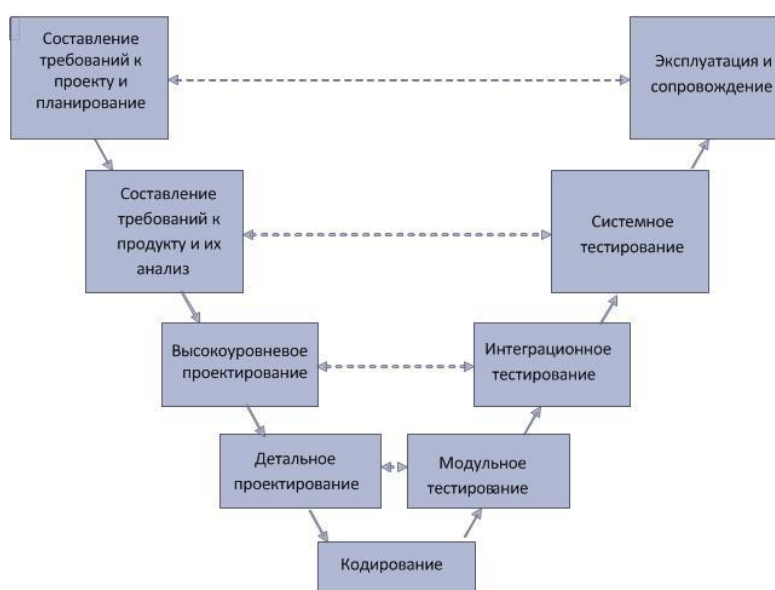 Составление
требований к
проекту и
планирование
Эксплуатация и
сопровождение
Составление
требований к
продукту и их
анализ
Системное
тестирование
Высокоуровневое
проектирование
Интеграционное
тестирование
Детальное
проектирование
Модульное
тестирование
Кодирование